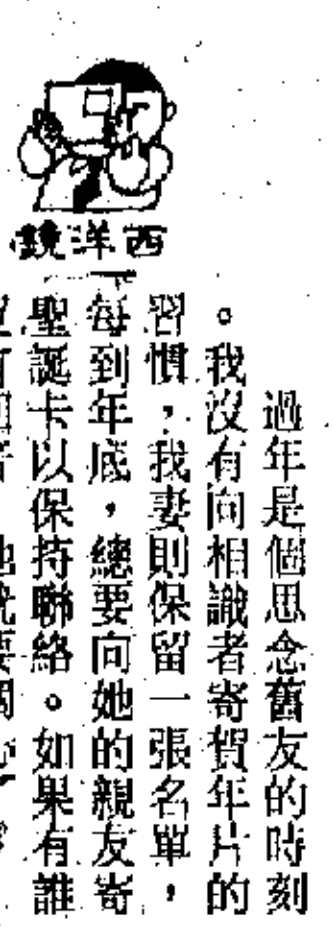 西洋鏡
過年是個思念舊友的時刻
。我沒有向相識者寄賀年片的
習慣，我妻則保留一張名單，
每到年底，總要向她的親友寄
聖誕卡以保持聯絡。如果有誰